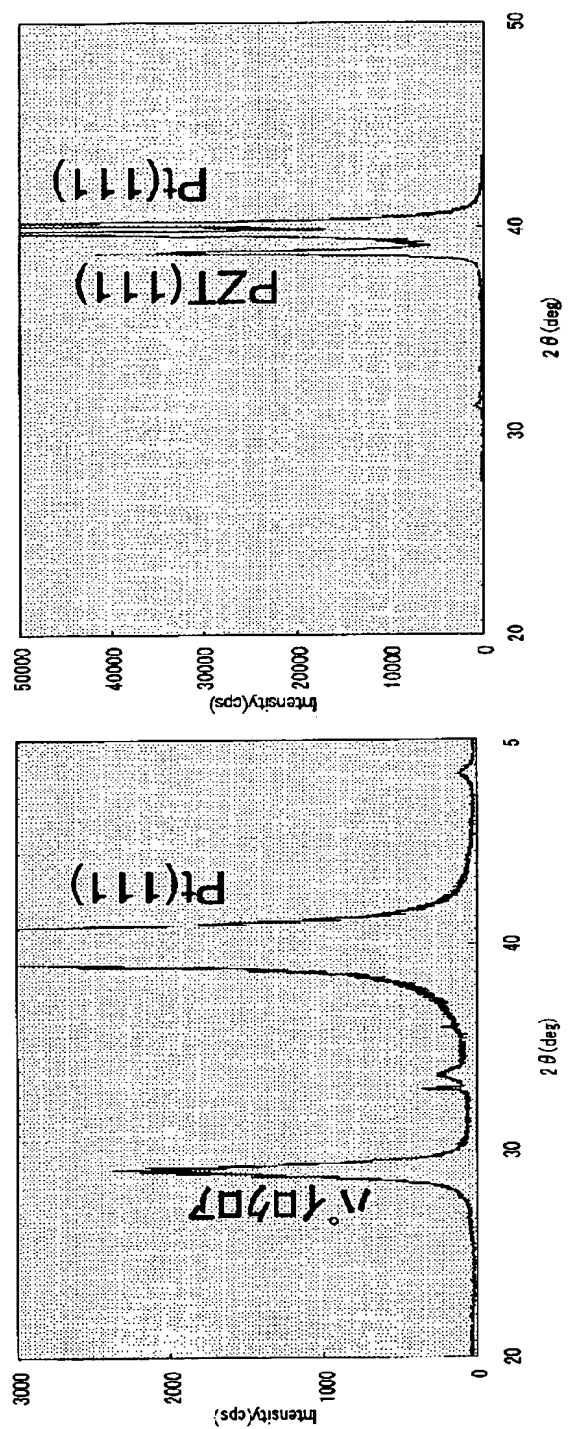 3000
2000
1000
0
Intensity(cps)
20
30
40
5
2θ(deg)
パイロクロア
Pt(111)
50000
40000
30000
20000
10000
0
Intensity(cps)
20
30
40
50
2θ(deg)
PZT(111)
Pt(111)